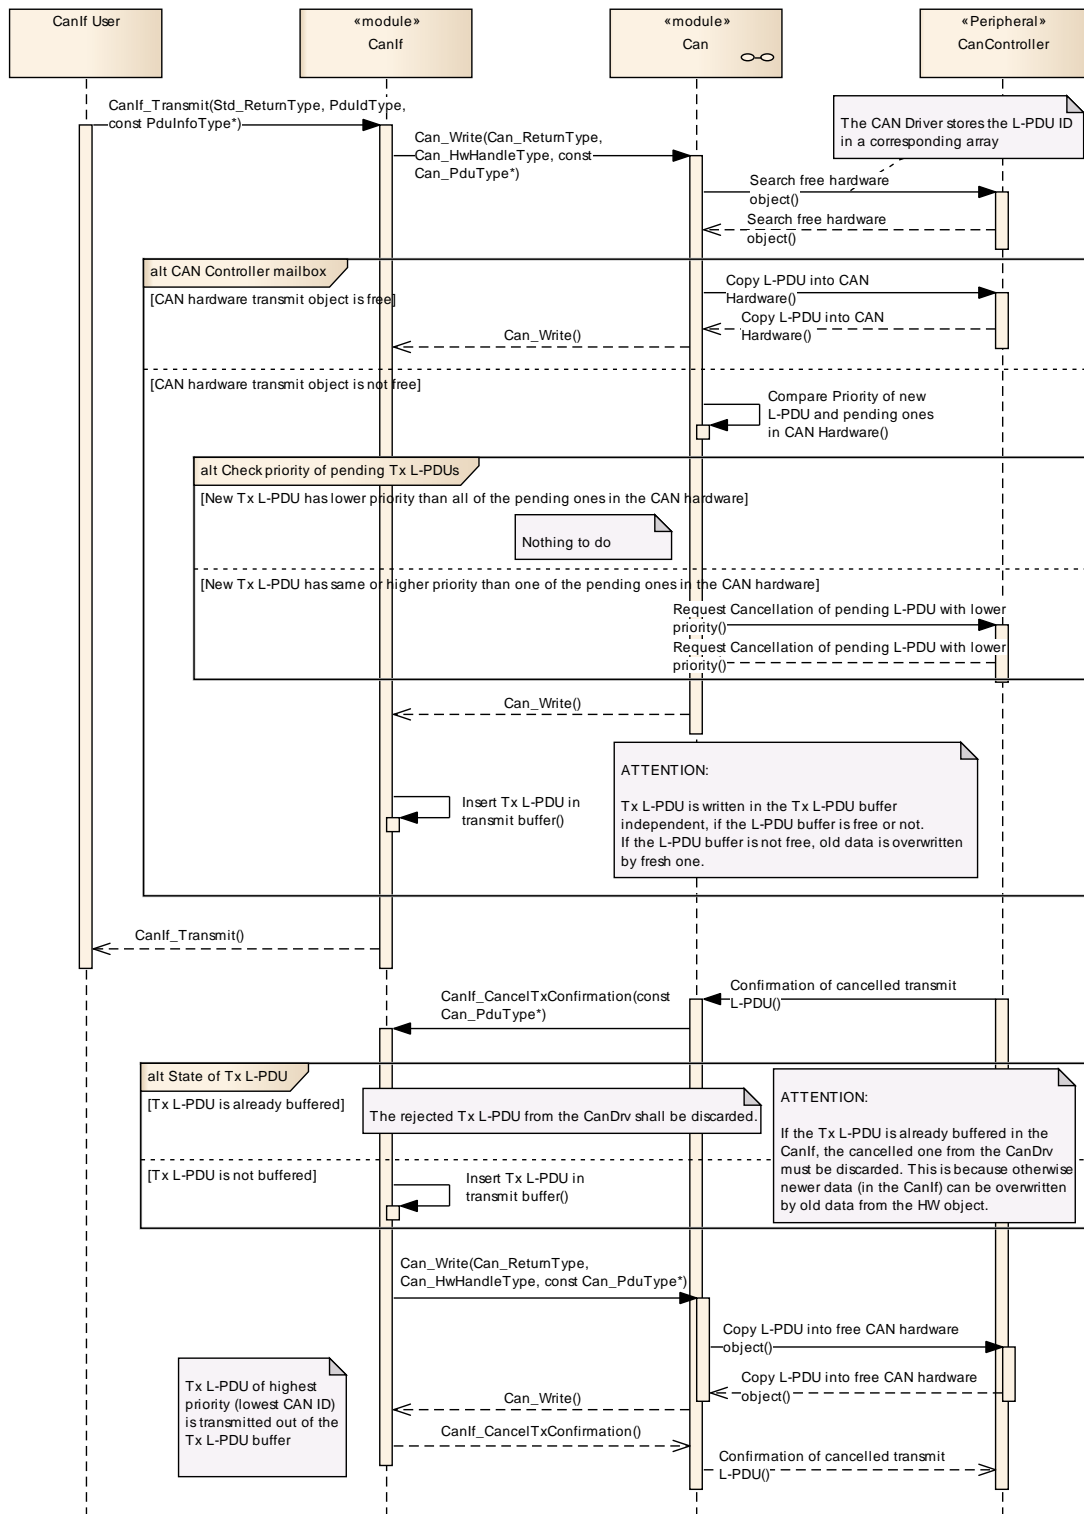 CanIf User
«module»
CanIf
«module»
Can
«Peripheral»
CanController
CanIf_Transmit(Std_ReturnType, PduIdType,
const PduInfoType*)
Can_Write(Can_ReturnType,
Can_HwHandleType, const
Can_PduType*)
The CAN Driver stores the L-PDU ID
in a corresponding array
Search free hardware
object()
Search free hardware
object()
alt CAN Controller mailbox
[CAN hardware transmit object is free]
Copy L-PDU into CAN
Hardware()
Copy L-PDU into CAN
Hardware()
Can_Write()
[CAN hardware transmit object is not free]
Compare Priority of new
L-PDU and pending ones
in CAN Hardware()
alt Check priority of pending Tx L-PDUs
[New Tx L-PDU has lower priority than all of the pending ones in the CAN hardware]
Nothing to do
[New Tx L-PDU has same or higher priority than one of the pending ones in the CAN hardware]
Request Cancellation of pending L-PDU with lower
priority()
Request Cancellation of pending L-PDU with lower
priority()
Can_Write()
ATTENTION:
Tx L-PDU is written in the Tx L-PDU buffer
independent, if the L-PDU buffer is free or not.
If the L-PDU buffer is not free, old data is overwritten
by fresh one.
Insert Tx L-PDU in
transmit buffer()
CanIf_Transmit()
Confirmation of cancelled transmit
L-PDU()
CanIf_CancelTxConfirmation(const
Can_PduType*)
alt State of Tx L-PDU
[Tx L-PDU is already buffered]
The rejected Tx L-PDU from the CanDrv shall be discarded.
ATTENTION:
If the Tx L-PDU is already buffered in the
CanIf, the cancelled one from the CanDrv
must be discarded. This is because otherwise
newer data (in the CanIf) can be overwritten
by old data from the HW object.
[Tx L-PDU is not buffered]
Insert Tx L-PDU in
transmit buffer()
Can_Write(Can_ReturnType,
Can_HwHandleType, const Can_PduType*)
Copy L-PDU into free CAN hardware
object()
Copy L-PDU into free CAN hardware
object()
Tx L-PDU of highest
priority (lowest CAN ID)
is transmitted out of the
Tx L-PDU buffer
Can_Write()
CanIf_CancelTxConfirmation()
Confirmation of cancelled transmit
L-PDU()